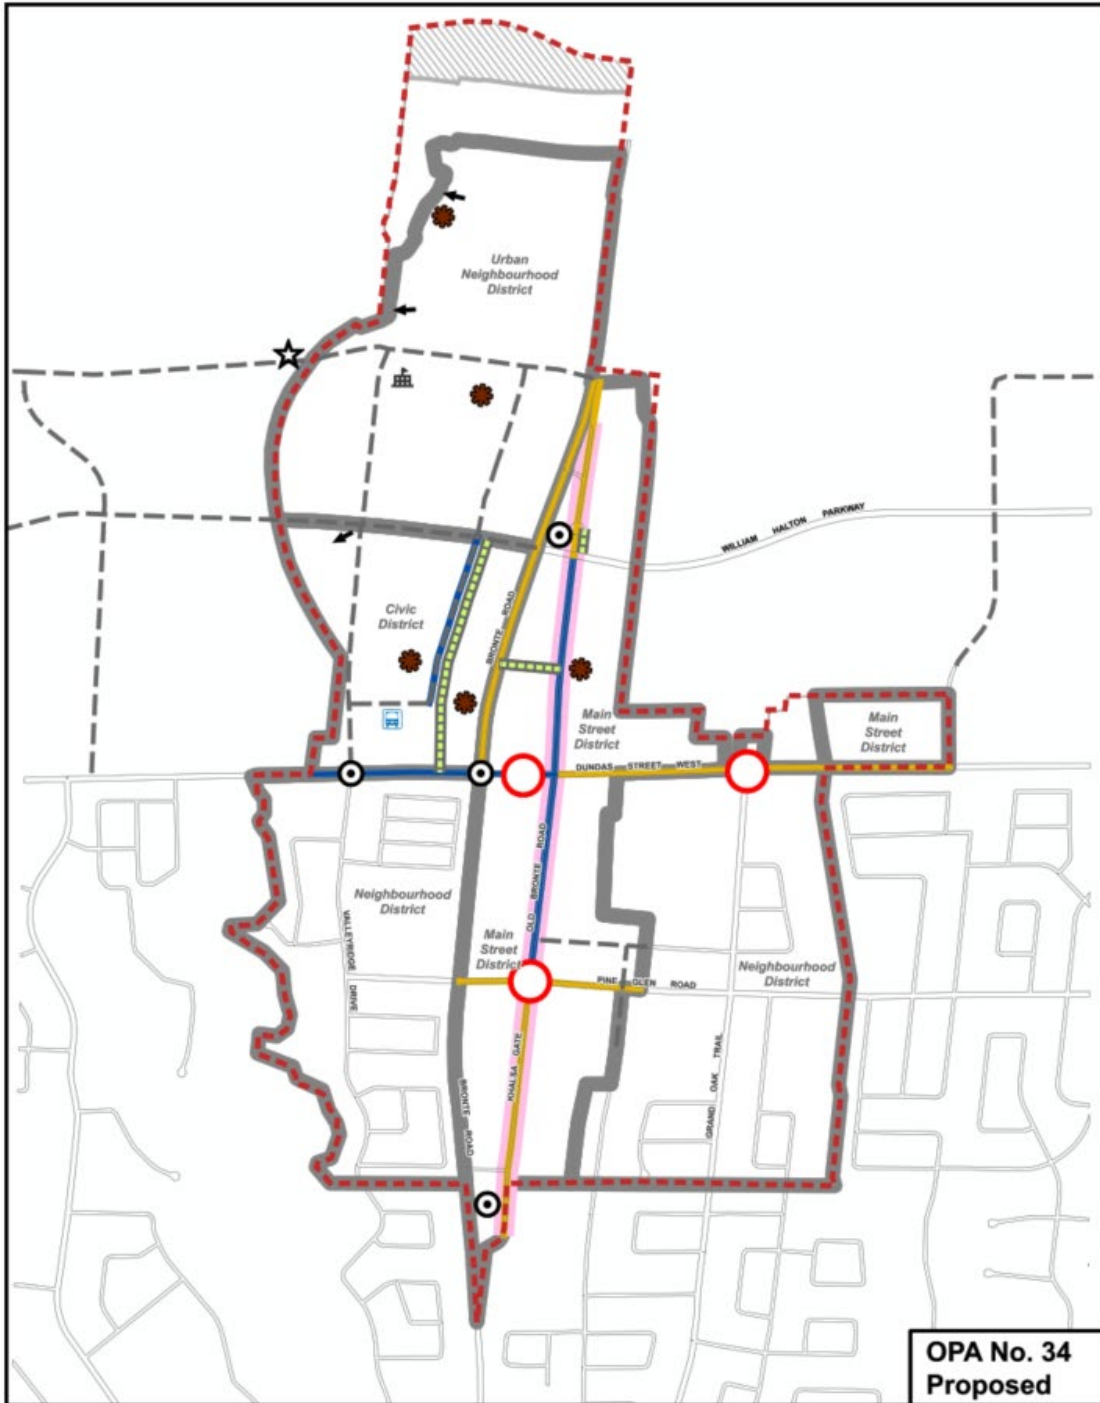 Urban
Neighbourhood
District
WILLIAM HALTON PARKWAY
BRONTE ROAD
Civic
District
Main
Street
District
Main
Street
District
DUNDAS STREET WEST
OLD BRONTE ROAD
Neighbourhood
District
VALLEYRIDGE DRIVE
Main
Street
District
PINE GLEN ROAD
Neighbourhood
District
KHALSA GATE
GRAND OAK TRAIL
BRONTE ROAD
OPA No. 34
Proposed